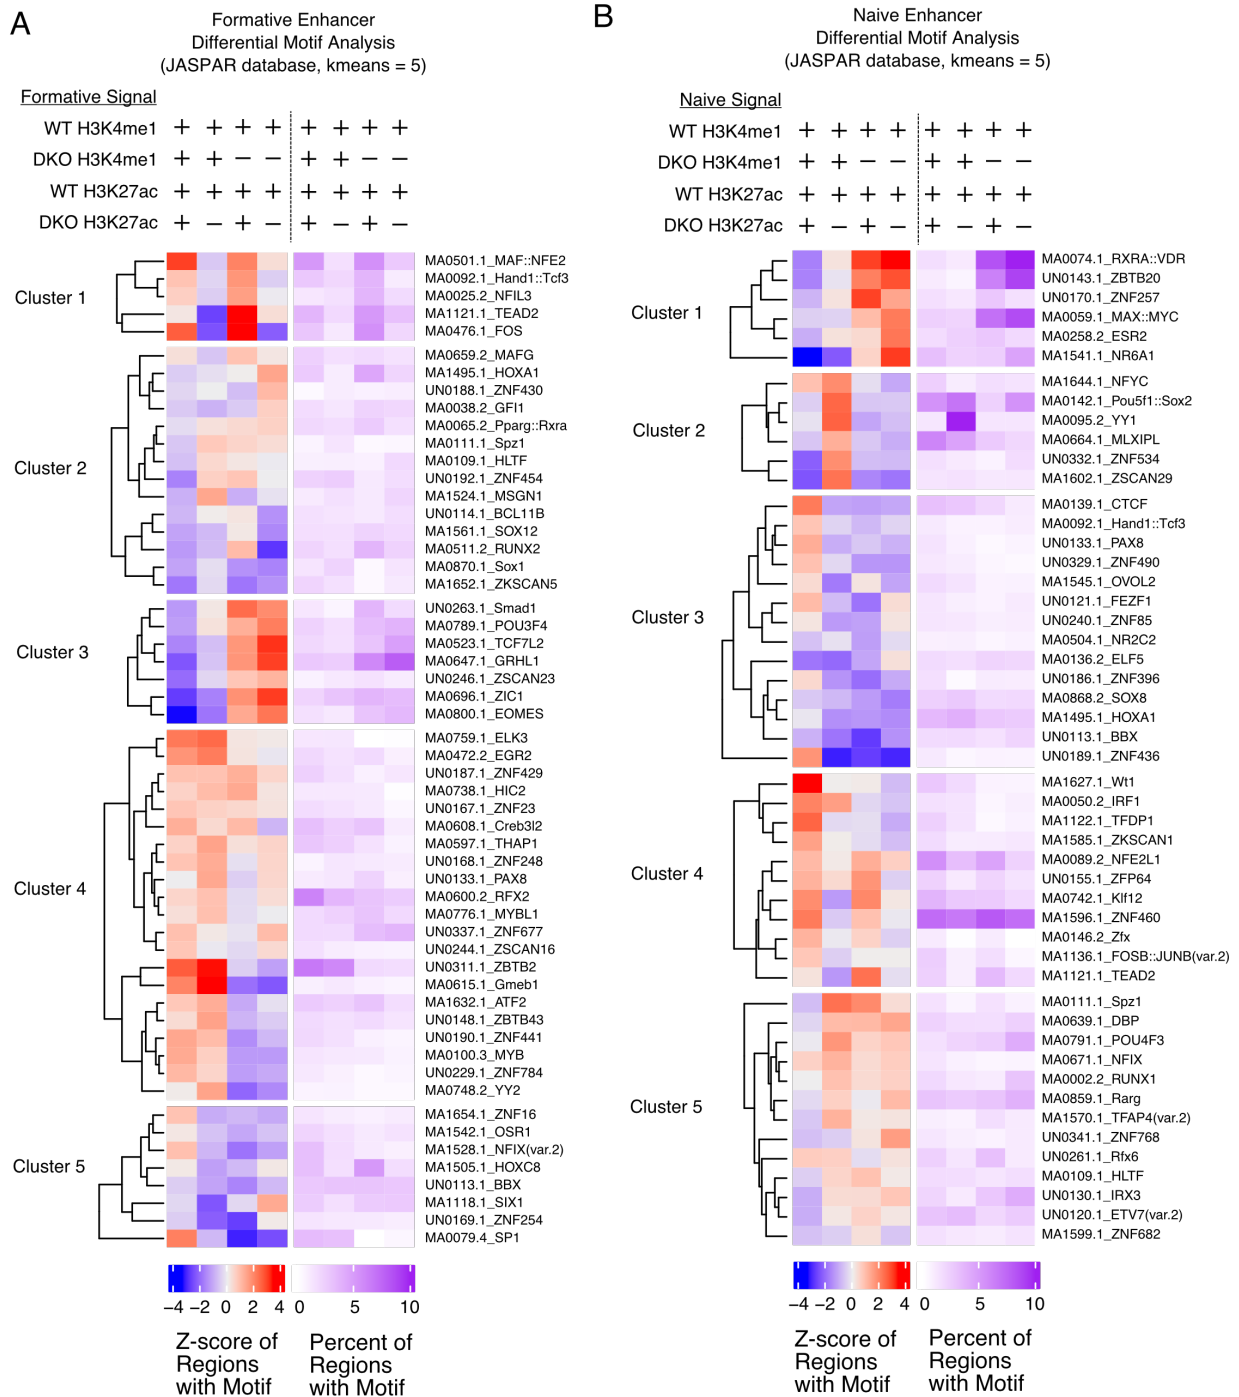 A
Formative Enhancer
Differential Motif Analysis
(JASPAR database, kmeans = 5)
Formative Signal
WT H3K4me1 + + + + + + + +
DKO H3K4me1 + + − − + + − −
WT H3K27ac + + + + + + + +
DKO H3K27ac + − + − + − + −
Cluster 1
MA0501.1_MAF::NFE2
MA0092.1_Hand1::Tcf3
MA0025.2_NFIL3
MA1121.1_TEAD2
MA0476.1_FOS
Cluster 2
MA0659.2_MAFG
MA1495.1_HOXA1
UN0188.1_ZNF430
MA0038.2_GFI1
MA0065.2_Pparg::Rxra
MA0111.1_Spz1
MA0109.1_HLTF
UN0192.1_ZNF454
MA1524.1_MSGN1
UN0114.1_BCL11B
MA1561.1_SOX12
MA0511.2_RUNX2
MA0870.1_Sox1
MA1652.1_ZKSCAN5
Cluster 3
UN0263.1_Smad1
MA0789.1_POU3F4
MA0523.1_TCF7L2
MA0647.1_GRHL1
UN0246.1_ZSCAN23
MA0696.1_ZIC1
MA0800.1_EOMES
Cluster 4
MA0759.1_ELK3
MA0472.2_EGR2
UN0187.1_ZNF429
MA0738.1_HIC2
UN0167.1_ZNF23
MA0608.1_Creb3l2
MA0597.1_THAP1
UN0168.1_ZNF248
UN0133.1_PAX8
MA0600.2_RFX2
MA0776.1_MYBL1
UN0337.1_ZNF677
UN0244.1_ZSCAN16
UN0311.1_ZBTB2
MA0615.1_Gmeb1
MA1632.1_ATF2
UN0148.1_ZBTB43
UN0190.1_ZNF441
MA0100.3_MYB
UN0229.1_ZNF784
MA0748.2_YY2
Cluster 5
MA1654.1_ZNF16
MA1542.1_OSR1
MA1528.1_NFIX(var.2)
MA1505.1_HOXC8
UN0113.1_BBX
MA1118.1_SIX1
UN0169.1_ZNF254
MA0079.4_SP1
−4 −2 0 2 4
0 5 10
Z-score of
Regions
with Motif
Percent of
Regions
with Motif
B
Naive Enhancer
Differential Motif Analysis
(JASPAR database, kmeans = 5)
Naive Signal
WT H3K4me1 + + + + + + + +
DKO H3K4me1 + + − − + + − −
WT H3K27ac + + + + + + + +
DKO H3K27ac + − + − + − + −
Cluster 1
MA0074.1_RXRA::VDR
UN0143.1_ZBTB20
UN0170.1_ZNF257
MA0059.1_MAX::MYC
MA0258.2_ESR2
MA1541.1_NR6A1
Cluster 2
MA1644.1_NFYC
MA0142.1_Pou5f1::Sox2
MA0095.2_YY1
MA0664.1_MLXIPL
UN0332.1_ZNF534
MA1602.1_ZSCAN29
Cluster 3
MA0139.1_CTCF
MA0092.1_Hand1::Tcf3
UN0133.1_PAX8
UN0329.1_ZNF490
MA1545.1_OVOL2
UN0121.1_FEZF1
UN0240.1_ZNF85
MA0504.1_NR2C2
MA0136.2_ELF5
UN0186.1_ZNF396
MA0868.2_SOX8
MA1495.1_HOXA1
UN0113.1_BBX
UN0189.1_ZNF436
Cluster 4
MA1627.1_Wt1
MA0050.2_IRF1
MA1122.1_TFDP1
MA1585.1_ZKSCAN1
MA0089.2_NFE2L1
UN0155.1_ZFP64
MA0742.1_Klf12
MA1596.1_ZNF460
MA0146.2_Zfx
MA1136.1_FOSB::JUNB(var.2)
MA1121.1_TEAD2
Cluster 5
MA0111.1_Spz1
MA0639.1_DBP
MA0791.1_POU4F3
MA0671.1_NFIX
MA0002.2_RUNX1
MA0859.1_Rarg
MA1570.1_TFAP4(var.2)
UN0341.1_ZNF768
UN0261.1_Rfx6
MA0109.1_HLTF
UN0130.1_IRX3
UN0120.1_ETV7(var.2)
MA1599.1_ZNF682
−4 −2 0 2 4
0 5 10
Z-score of
Regions
with Motif
Percent of
Regions
with Motif